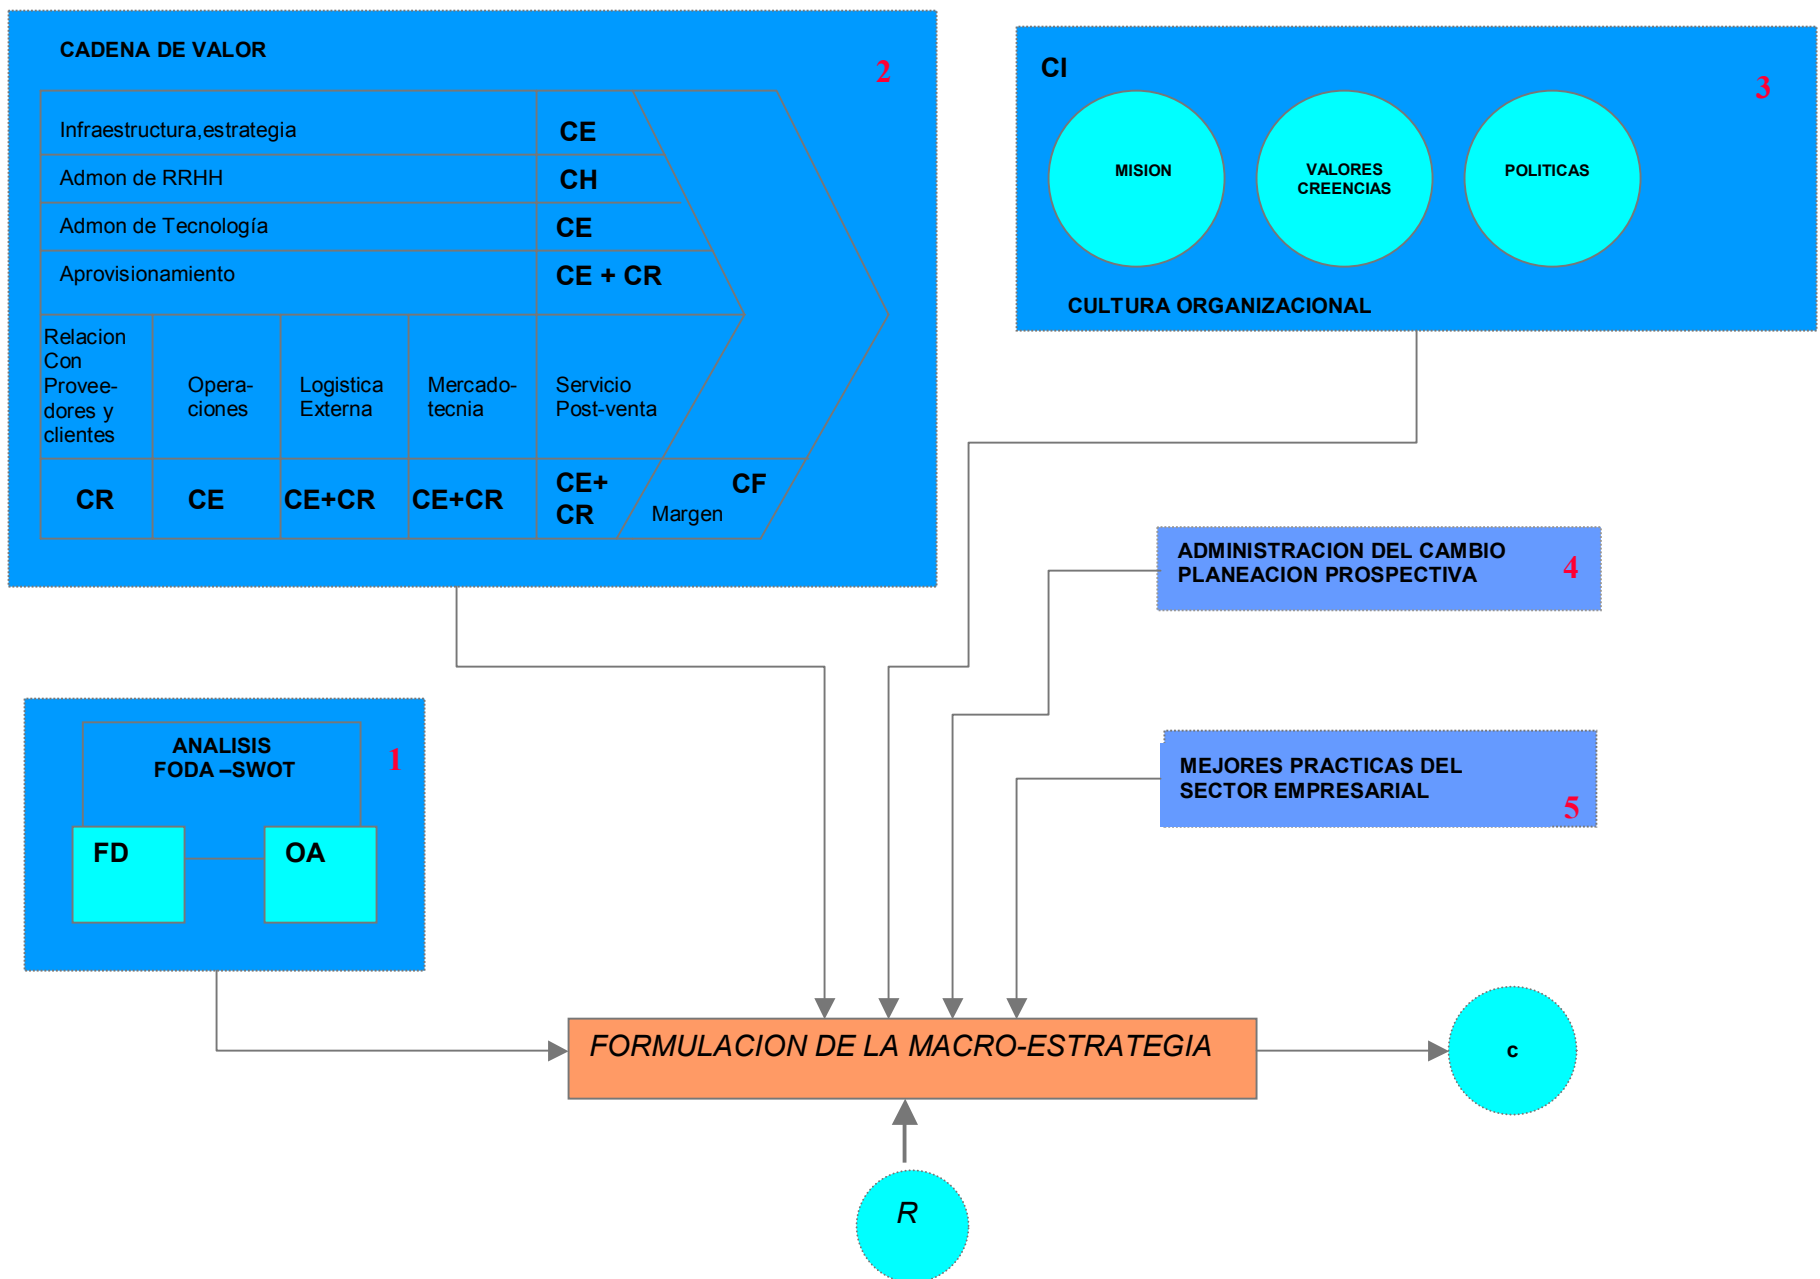 CADENA DE VALOR
2
Infraestructura,estrategia
CE
Admon de RRHH
CH
Admon de Tecnología
CE
Aprovisionamiento
CE + CR
Relacion
Con
Provee-
dores y
clientes
Opera-
ciones
Logistica
Externa
Mercado-
tecnia
Servicio
Post-venta
CR
CE
CE+CR
CE+CR
CE+
CR
CF
Margen
CI
3
MISION
VALORES
CREENCIAS
POLITICAS
CULTURA ORGANIZACIONAL
ADMINISTRACION DEL CAMBIO
PLANEACION PROSPECTIVA
4
ANALISIS
FODA –SWOT
1
FD
OA
MEJORES PRACTICAS DEL
SECTOR EMPRESARIAL
5
FORMULACION DE LA MACRO-ESTRATEGIA
c
R